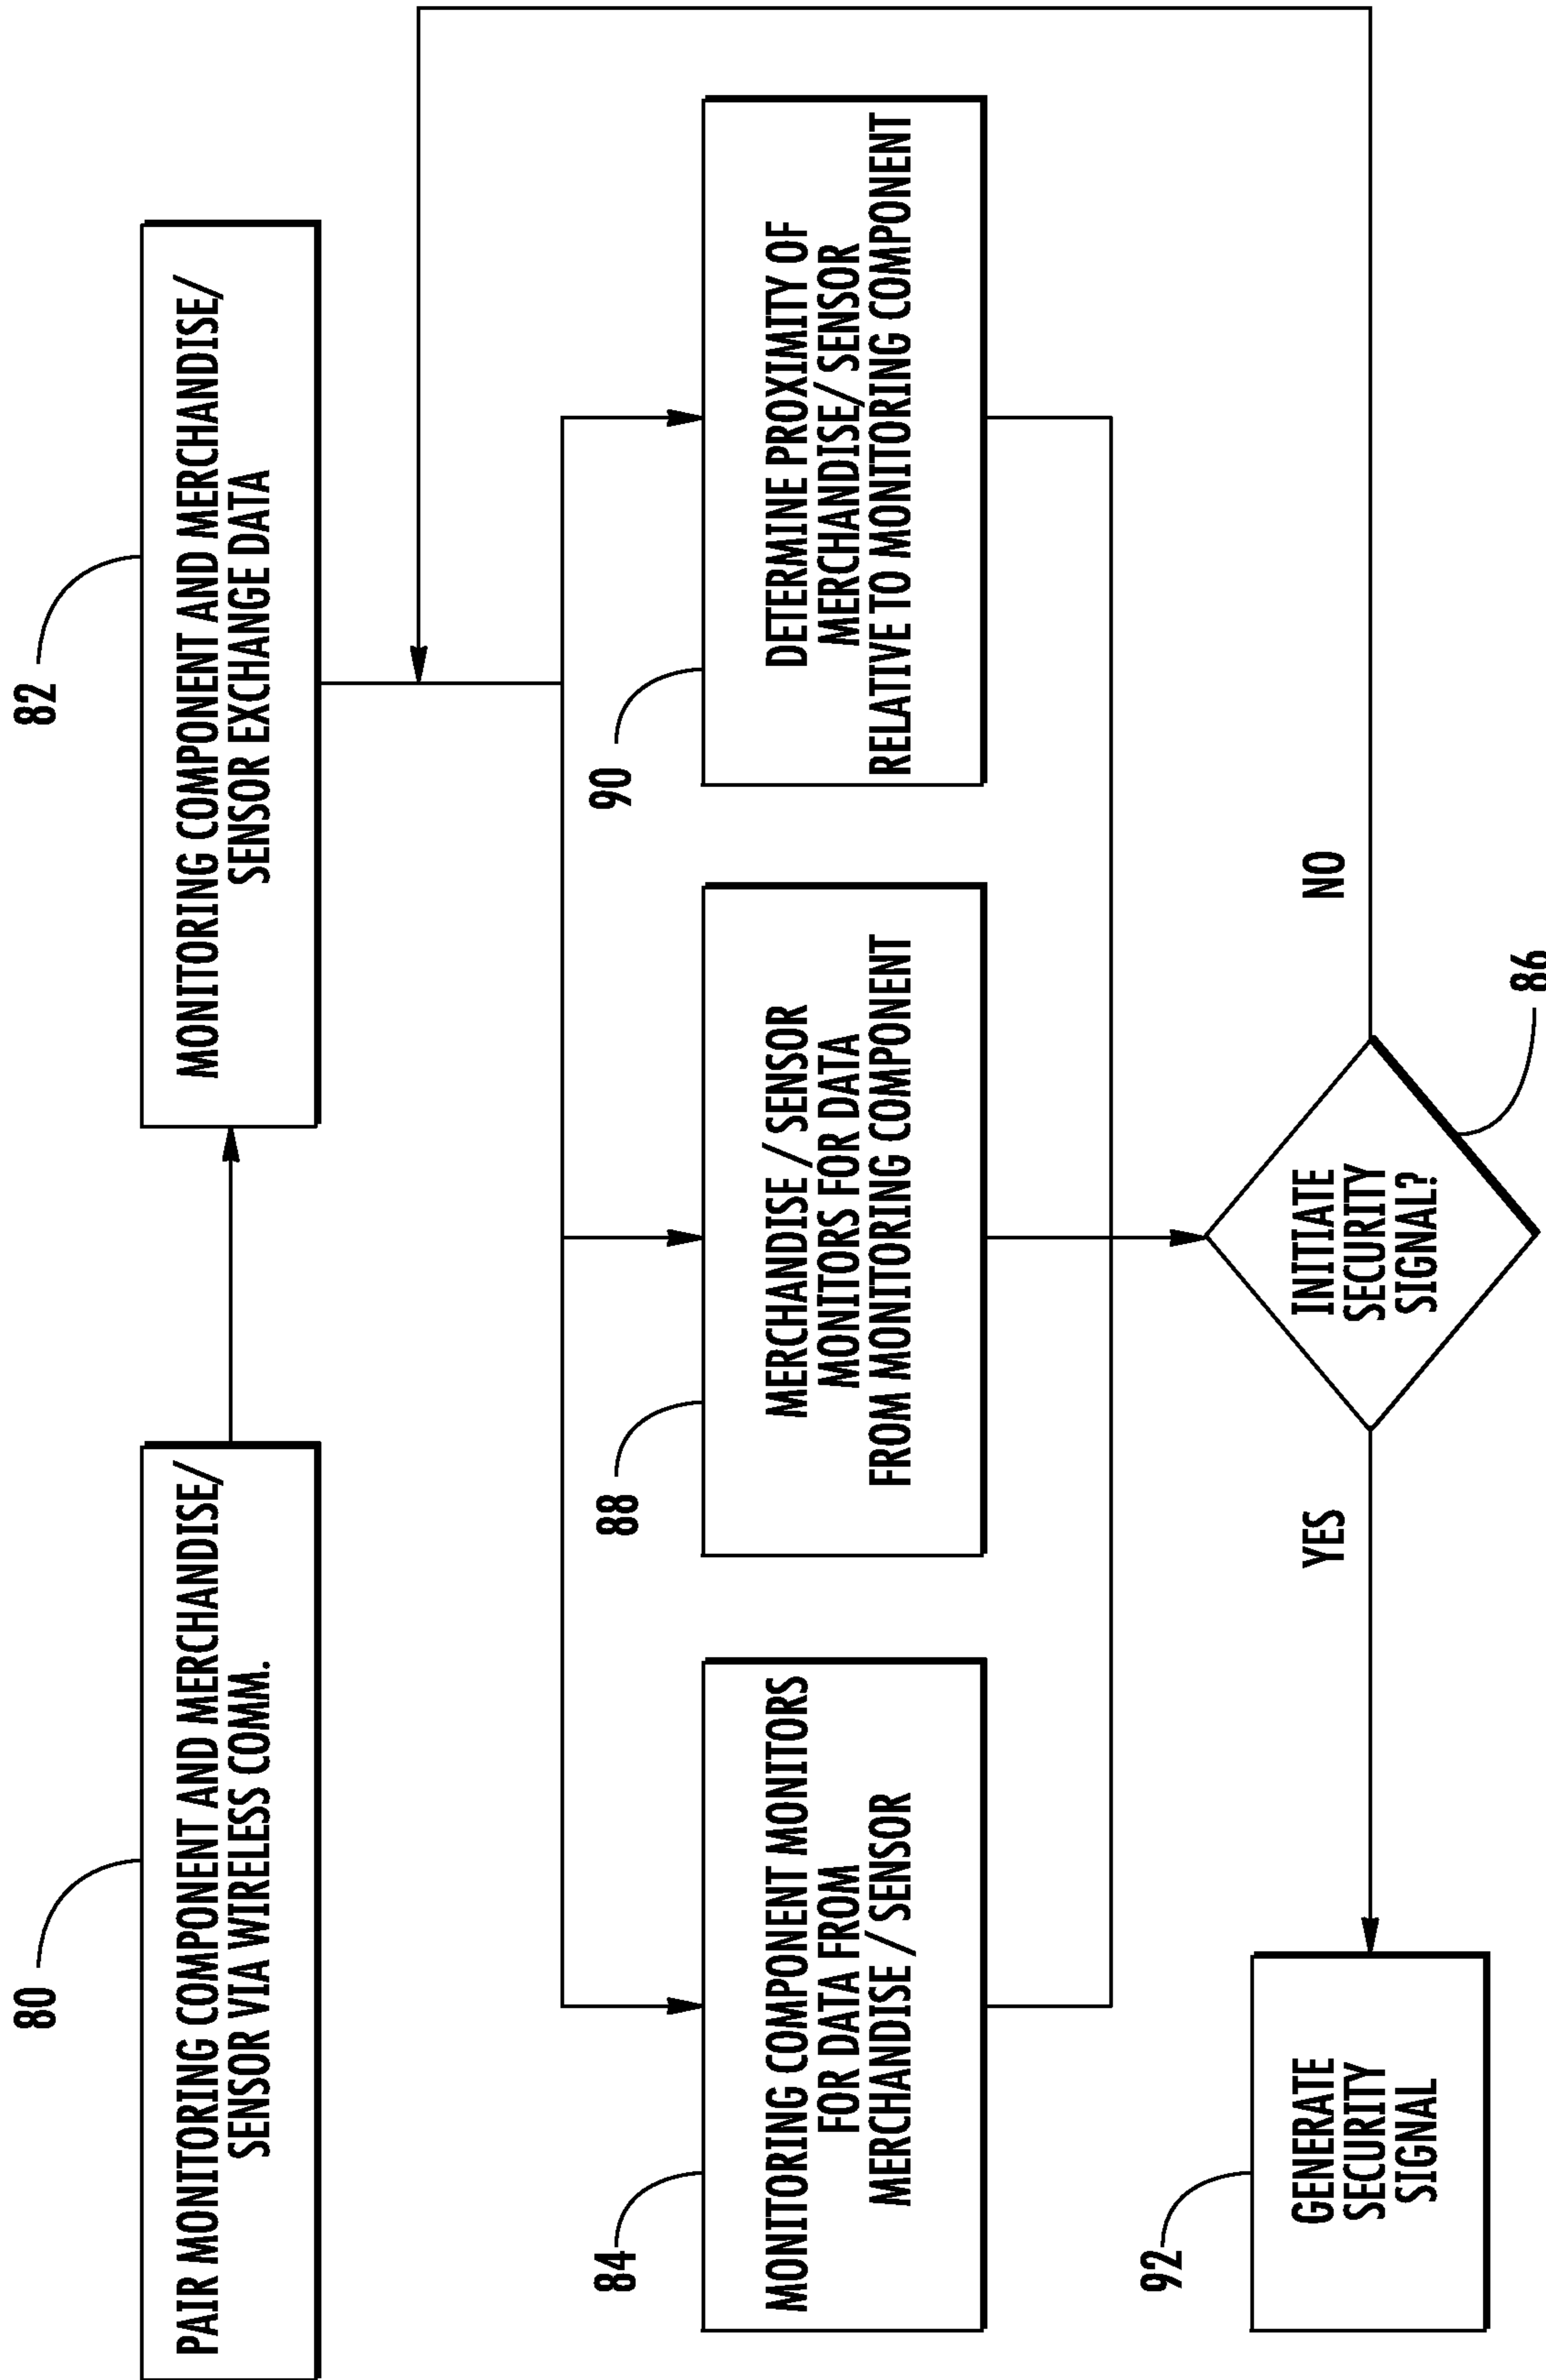 80
PAIR MONITORING COMPONENT AND MERCHANDISE/
SENSOR VIA WIRELESS COMM.
82
MONITORING COMPONENT AND MERCHANDISE/
SENSOR EXCHANGE DATA
84
MONITORING COMPONENT MONITORS
FOR DATA FROM
MERCHANDISE / SENSOR
88
MERCHANDISE / SENSOR
MONITORS FOR DATA
FROM MONITORING COMPONENT
90
DETERMINE PROXIMITY OF
MERCHANDISE/ SENSOR
RELATIVE TO MONITORING COMPONENT
92
GENERATE
SECURITY
SIGNAL
YES
INITIATE
SECURITY
SIGNAL?
NO
86